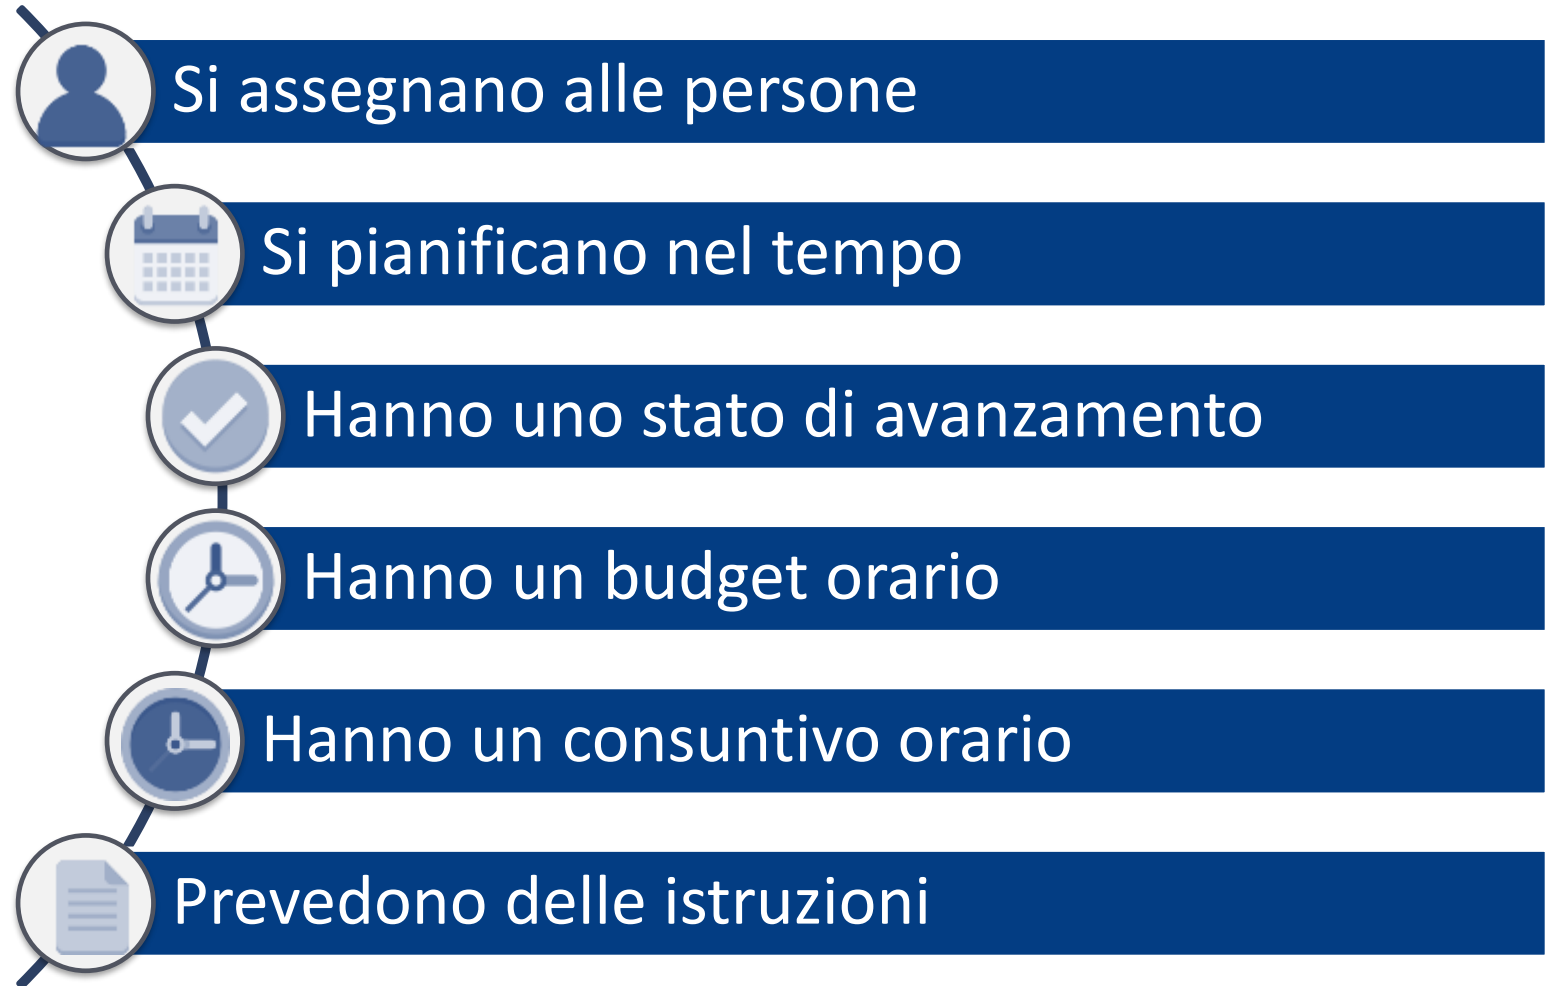 Si assegnano alle persone
Si pianificano nel tempo
Hanno uno stato di avanzamento
Hanno un budget orario
Hanno un consuntivo orario
Prevedono delle istruzioni